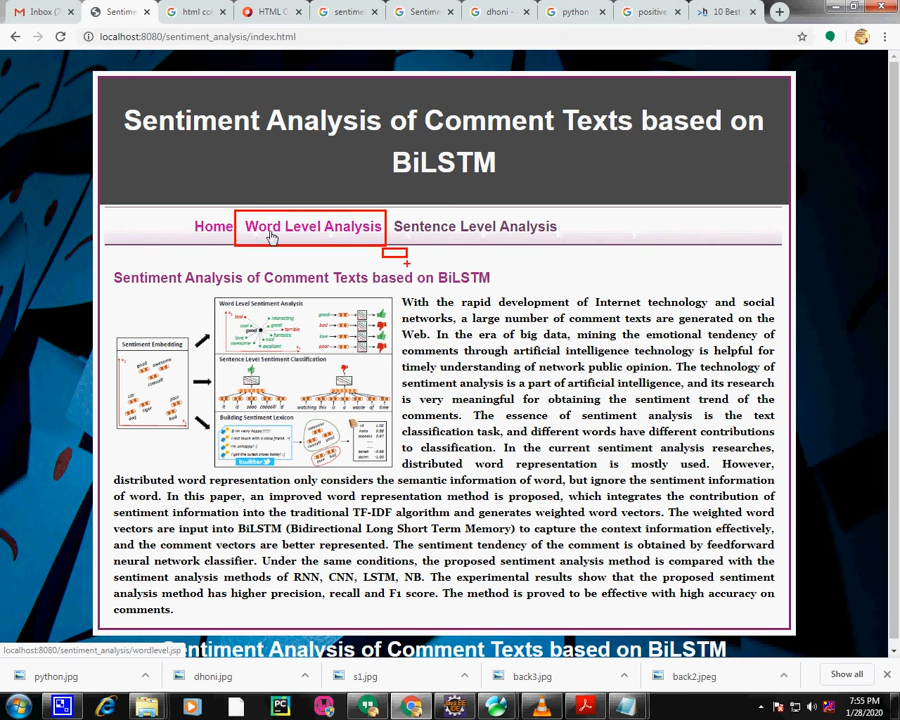 Inbox (
Sentime
html co
HTML C
sentime
Sentime
dhoni -
python
positive
10 Best
localhost:8080/sentiment_analysis/index.html
Sentiment Analysis of Comment Texts based on
BiLSTM
Home Word Level Analysis Sentence Level Analysis
Sentiment Analysis of Comment Texts based on BiLSTM
Word Level Sentiment Analysis
Sentiment Embedding
Sentence Level Sentiment Classification
Building Sentiment Lexicon
twitter
With the rapid development of Internet technology and social
networks, a large number of comment texts are generated on the
Web. In the era of big data, mining the emotional tendency of
comments through artificial intelligence technology is helpful for
timely understanding of network public opinion. The technology of
sentiment analysis is a part of artificial intelligence, and its research
is very meaningful for obtaining the sentiment trend of the
comments. The essence of sentiment analysis is the text
classification task, and different words have different contributions
to classification. In the current sentiment analysis researches,
distributed word representation is mostly used. However,
distributed word representation only considers the semantic information of word, but ignore the sentiment information
of word. In this paper, an improved word representation method is proposed, which integrates the contribution of
sentiment information into the traditional TF-IDF algorithm and generates weighted word vectors. The weighted word
vectors are input into BiLSTM (Bidirectional Long Short Term Memory) to capture the context information effectively,
and the comment vectors are better represented. The sentiment tendency of the comment is obtained by feedforward
neural network classifier. Under the same conditions, the proposed sentiment analysis method is compared with the
sentiment analysis methods of RNN, CNN, LSTM, NB. The experimental results show that the proposed sentiment
analysis method has higher precision, recall and F1 score. The method is proved to be effective with high accuracy on
comments.
localhost:8080/sentiment_analysis/wordlevel.jsp
ntiment Analysis of Comment Texts based on BiLSTM
python.jpg
dhoni.jpg
s1.jpg
back3.jpg
back2.jpeg
Show all
7:55 PM
1/28/2020